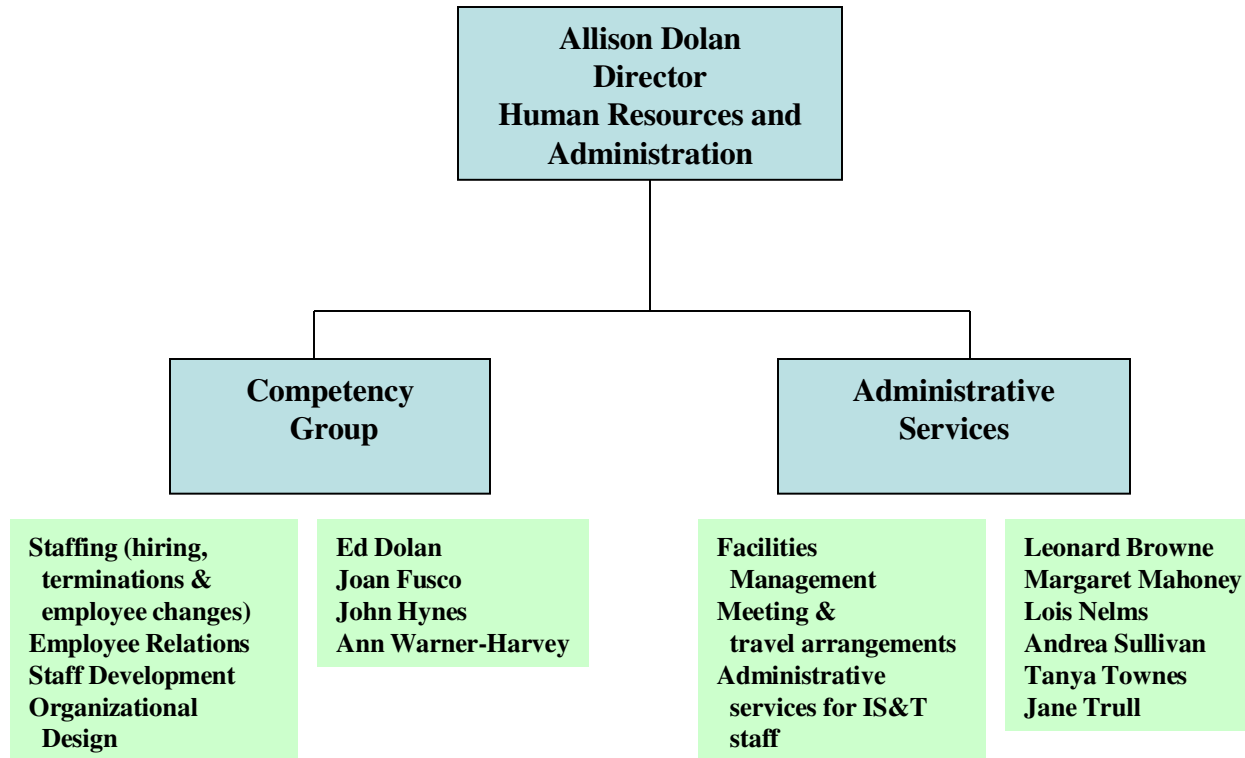 Allison Dolan
Director
Human Resources and
Administration
Competency
Group
Administrative
Services
Staffing (hiring,
terminations &
employee changes)
Employee Relations
Staff Development
Organizational
Design
Ed Dolan
Joan Fusco
John Hynes
Ann Warner-Harvey
Facilities
Management
Meeting &
travel arrangements
Administrative
services for IS&T
staff
Leonard Browne
Margaret Mahoney
Lois Nelms
Andrea Sullivan
Tanya Townes
Jane Trull